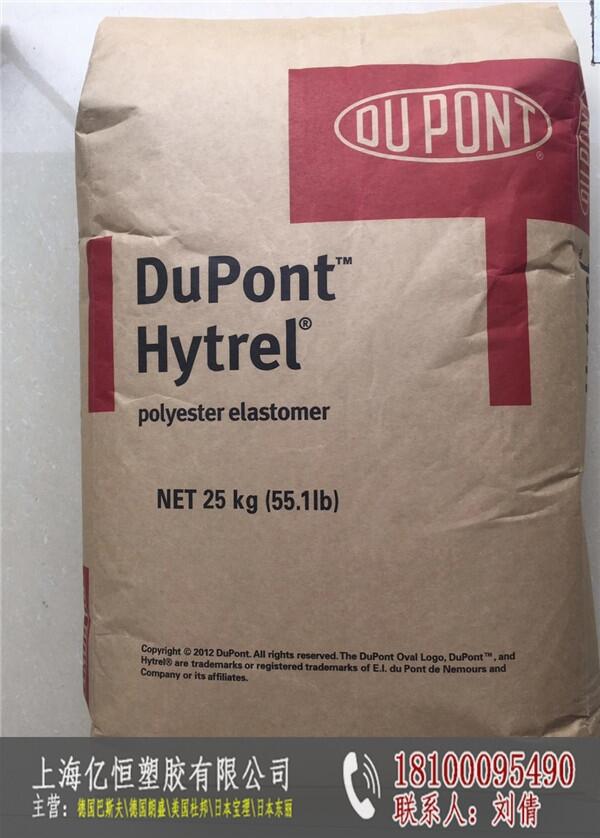 DU PONT
®
DU PONT
DuPont™
Hytrel®
polyester elastomer
NET 25 kg (55.1lb)
Copyright © 2012 DuPont. All rights reserved. The DuPont Oval Logo, DuPont™, and
Hytrel® are trademarks or registered trademarks of E.I. du Pont de Nemours and
Company or its affiliates.
上海亿恒塑胶有限公司
主营：德国巴斯夫\德国朗盛\美国杜邦\日本宝理\日本东丽
18100095490
联系人：刘倩